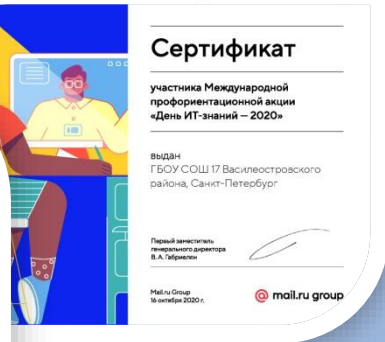 Сертификат
участника Международной
профориентационной акции
«День ИТ-знаний — 2020»
выдан
ГБОУ СОШ 17 Василеостровского
района, Санкт-Петербург
Первый заместитель
генерального директора
В. А. Габриелян
Mail.ru Group
16 октября 2020 г.
@ mail.ru group